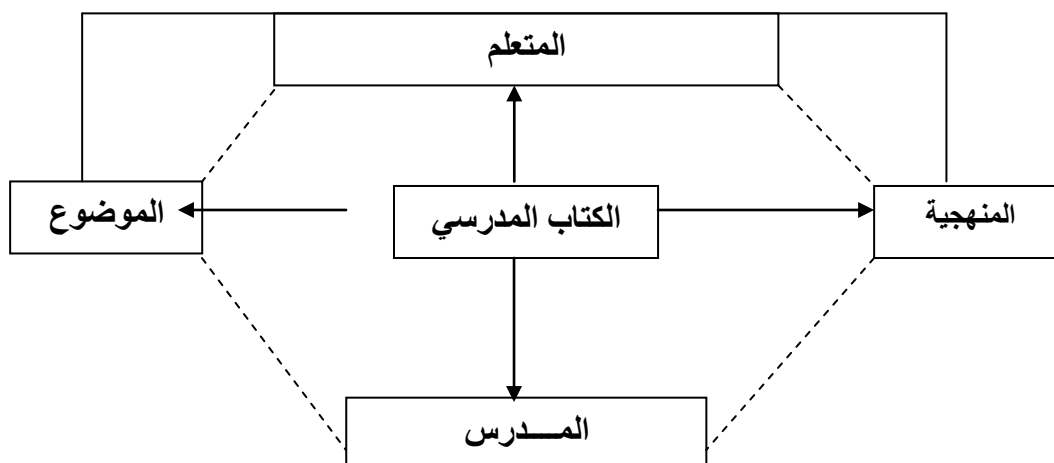 المتعلم
الموضوع
الكتاب المدرسي
المنهجية
المـــدرس